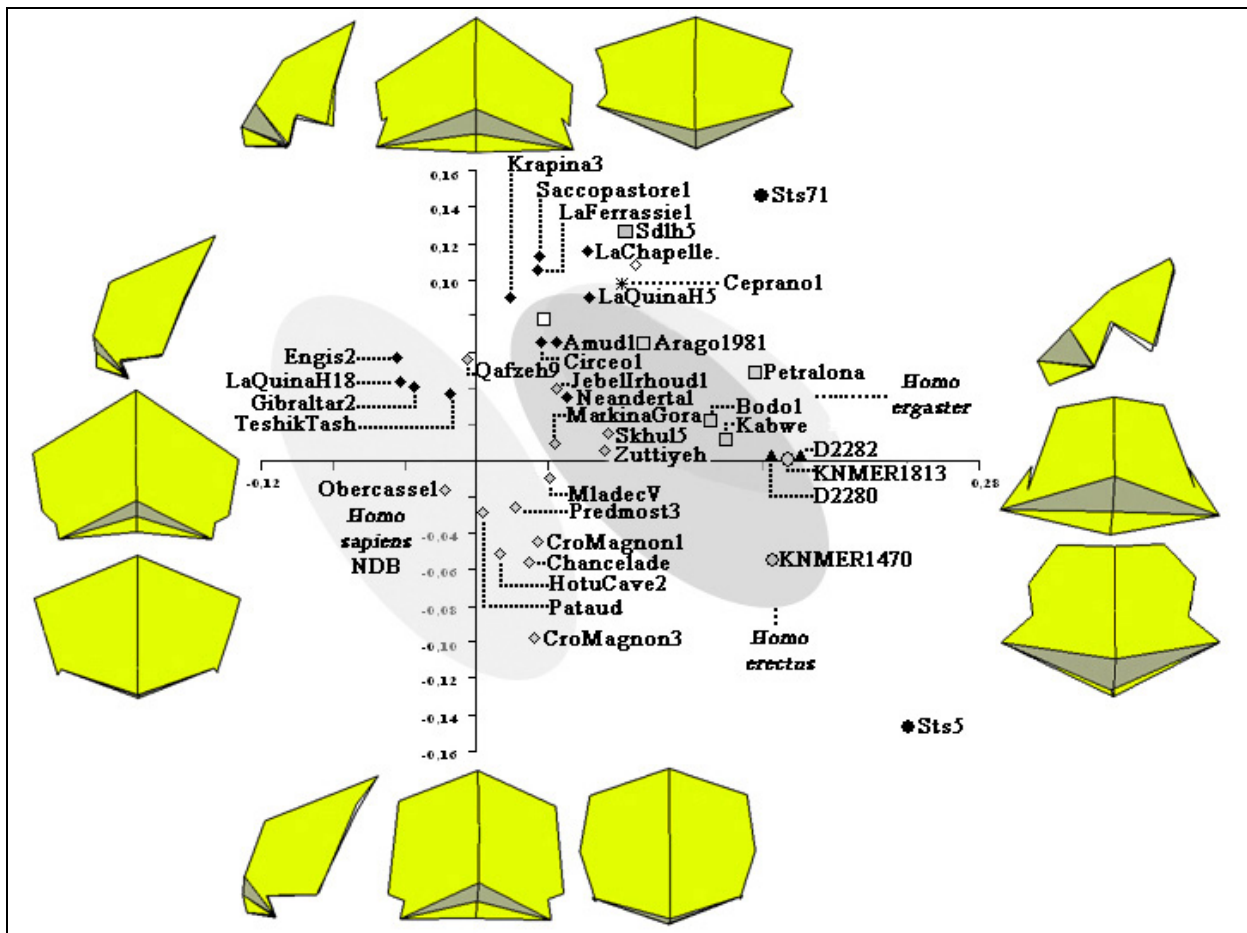 Krapina3
Saccopastore1
LaFerrassie1
0,16
0,14
0,12
0,10
Sts71
Sdlh5
LaChapelle.
Ceprano1
LaQuinaH5
Engis2
LaQuinaH18
Gibraltar2
TeshikTash
Qafzeh9
Amud1
Arago1981
Circeo1
JebelIrhoud1
Neandertal
MarkinaGora
Skhul5
Zuttiyeh
Petralona
Bodo1
Kabwe
Homo
ergaster
D2282
KNMER1813
D2280
-0,12
0,28
Obercassel
Homo
sapiens
NDB
MladecV
Predmost3
CroMagnon1
Chancelade
HotuCave2
Pataud
CroMagnon3
KNMER1470
Homo
erectus
-0,04
-0,06
-0,08
-0,10
-0,12
-0,14
-0,16
Sts5